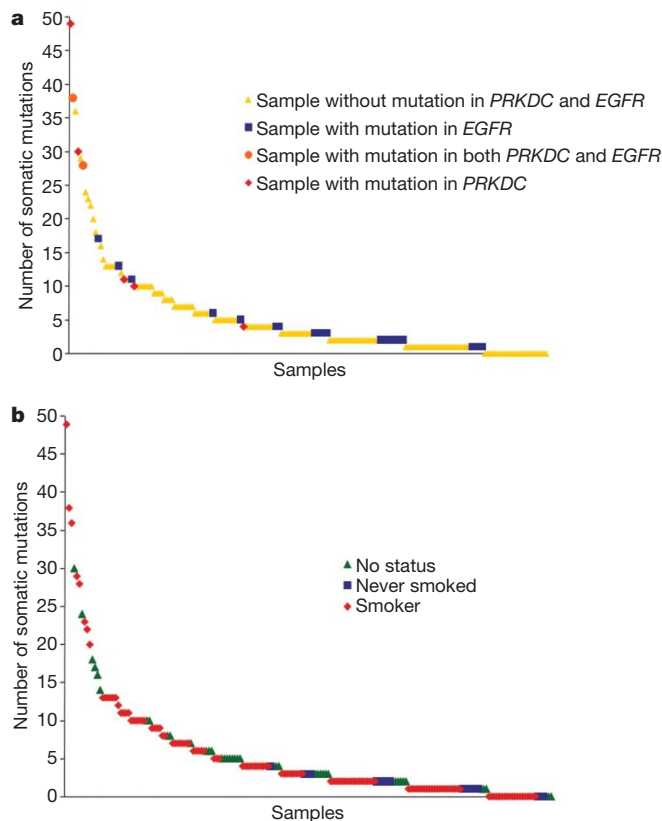 a
50
45
40
35
30
25
20
15
10
5
0
Number of somatic mutations
Sample without mutation in PRKDC and EGFR
Sample with mutation in EGFR
Sample with mutation in both PRKDC and EGFR
Sample with mutation in PRKDC
Samples
b
50
45
40
35
30
25
20
15
10
5
0
Number of somatic mutations
No status
Never smoked
Smoker
Samples